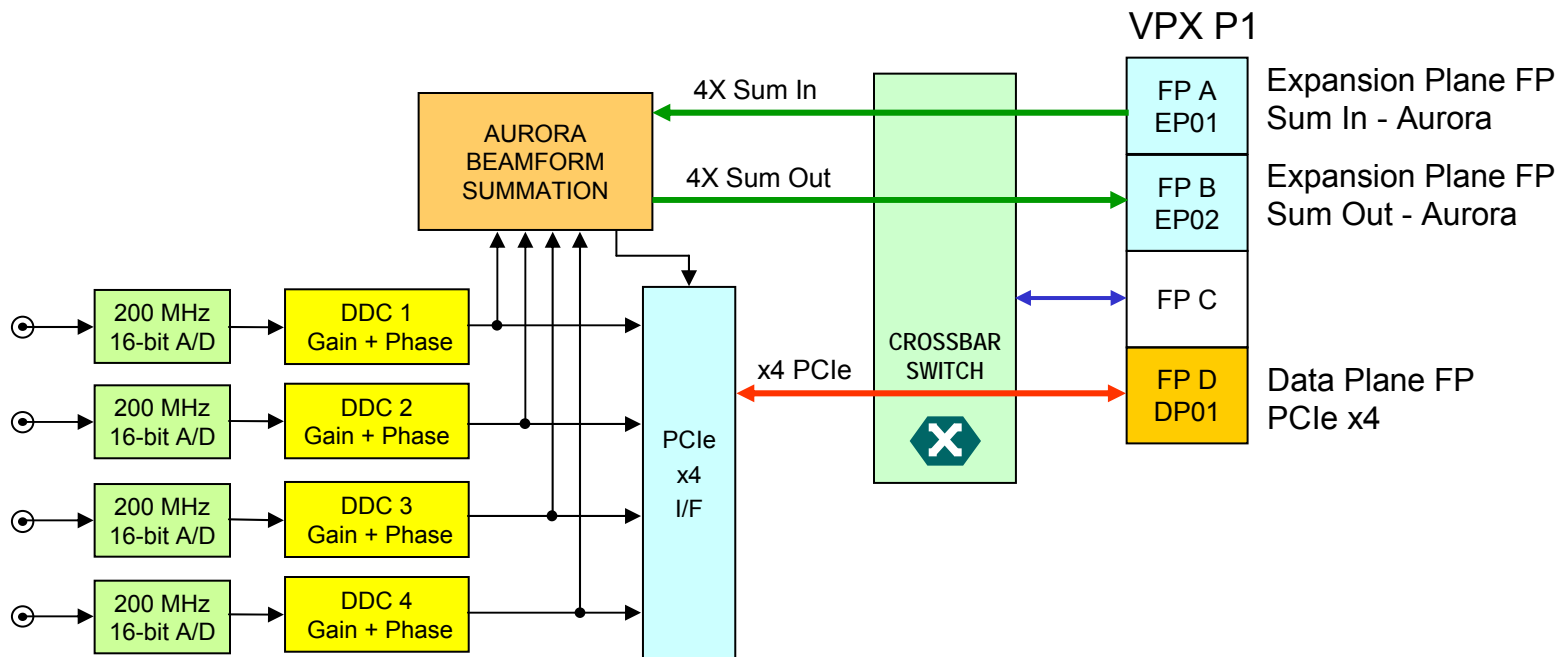 VPX P1
4X Sum In
FP A
EP01
Expansion Plane FP
Sum In - Aurora
AURORA
BEAMFORM
SUMMATION
4X Sum Out
FP B
EP02
Expansion Plane FP
Sum Out - Aurora
FP C
200 MHz
16-bit A/D
DDC 1
Gain + Phase
CROSSBAR
SWITCH
x4 PCIe
FP D
DP01
Data Plane FP
PCIe x4
200 MHz
16-bit A/D
DDC 2
Gain + Phase
PCIe
x4
I/F
X
200 MHz
16-bit A/D
DDC 3
Gain + Phase
200 MHz
16-bit A/D
DDC 4
Gain + Phase